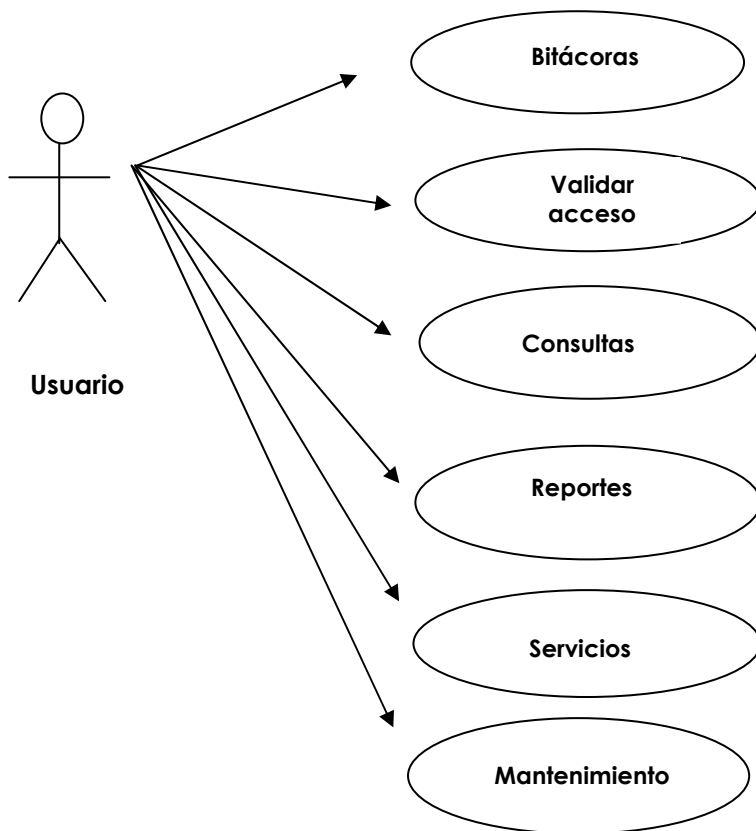 Bitácoras
Validar
acceso
Consultas
Usuario
Reportes
Servicios
Mantenimiento